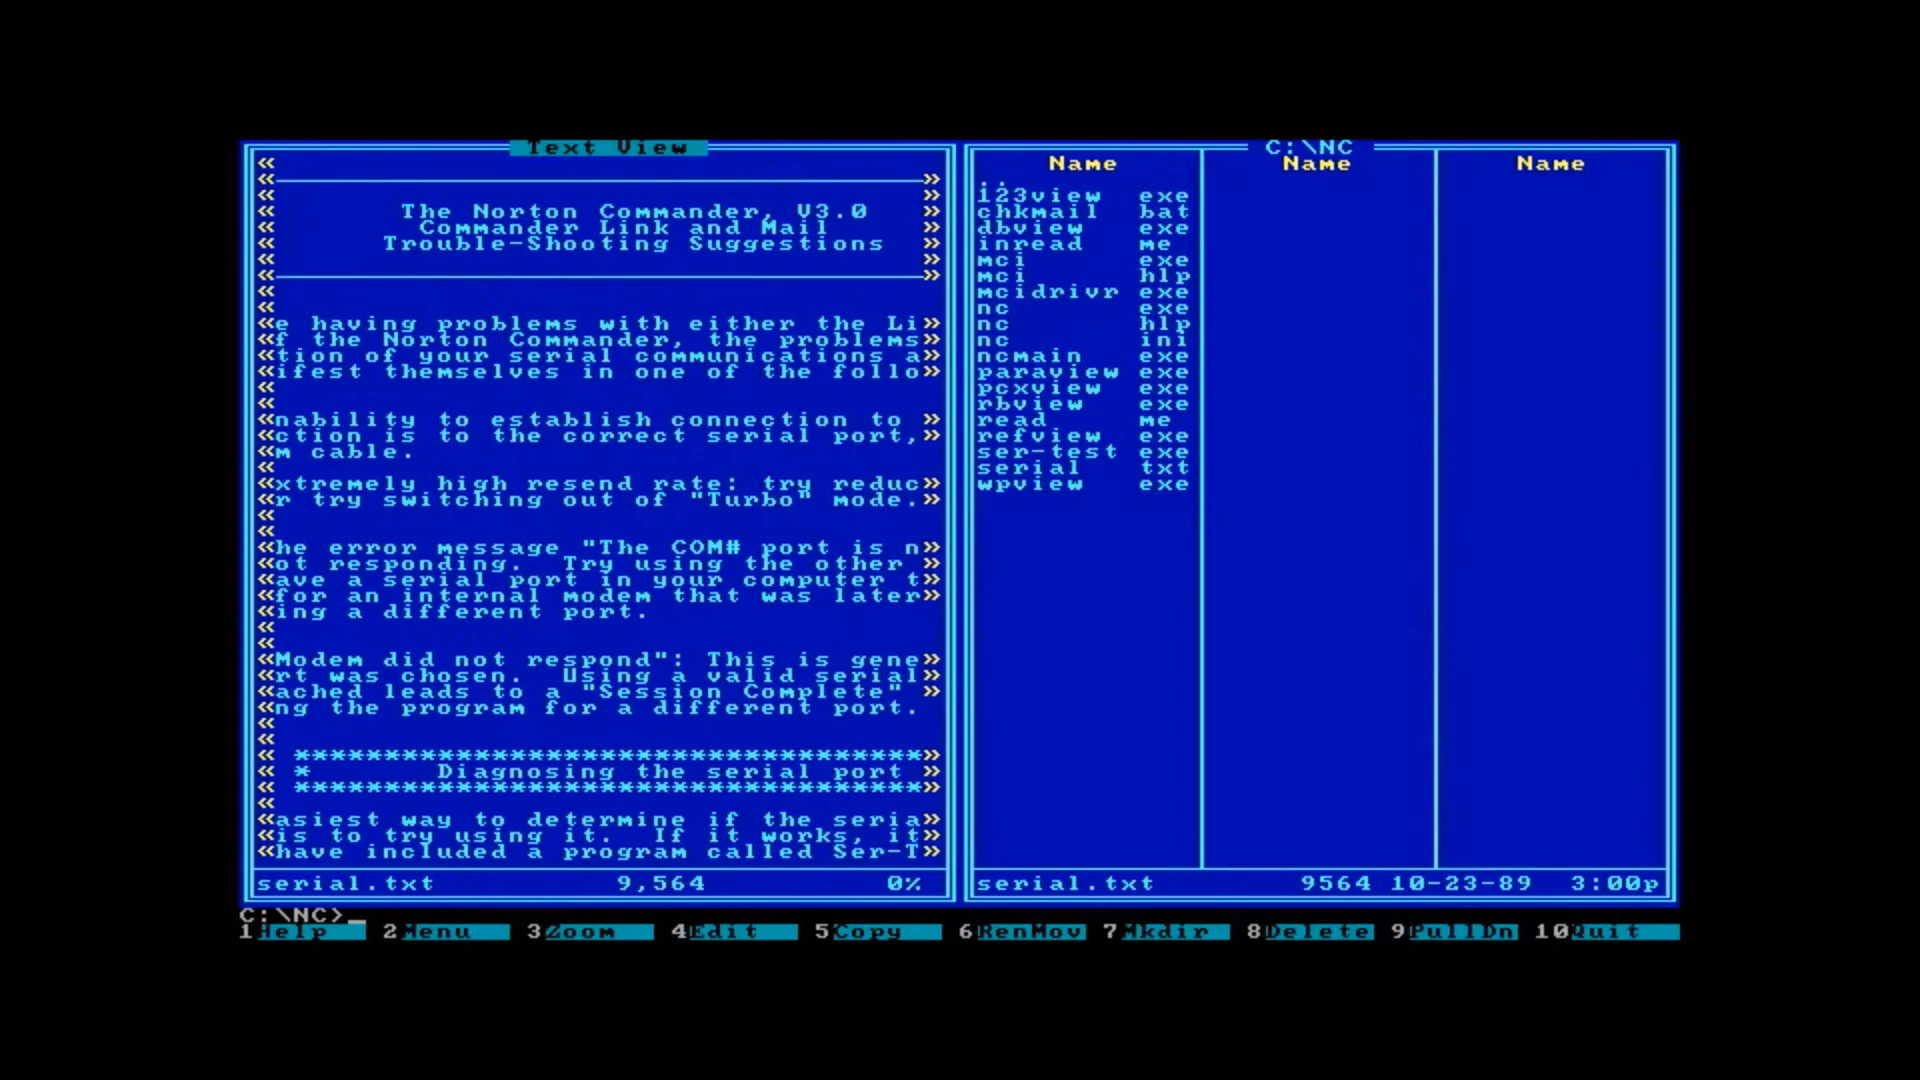 Text View
«
« »
« »
« The Norton Commander, V3.0 »
« Commander Link and Mail »
« Trouble-Shooting Suggestions »
« »
« »
«
«
«e having problems with either the Li»
«f the Norton Commander, the problems»
«tion of your serial communications a»
«ifest themselves in one of the follo»
«
«
«nability to establish connection to »
«ction is to the correct serial port,»
«m cable.
«
«xtremely high resend rate: try reduc»
«r try switching out of "Turbo" mode.»
«
«
«he error message "The COM# port is n»
«ot responding.  Try using the other »
«ave a serial port in your computer t»
«for an internal modem that was later»
«ing a different port.
«
«
«Modem did not respond": This is gene»
«rt was chosen.  Using a valid serial»
«ached leads to a "Session Complete" »
«ng the program for a different port.
«
«
« ***********************************»
« *       Diagnosing the serial port »
« ***********************************»
«
«asiest way to determine if the seria»
«is to try using it.  If it works, it»
«have included a program called Ser-T»
serial.txt 9,564 0%
C:\NC
Name Name Name
..
123view exe
chkmail bat
dbview exe
inread me
mci exe
mci hlp
mcidrivr exe
nc exe
nc hlp
nc ini
ncmain exe
paraview exe
pcxview exe
rbview exe
read me
refview exe
ser-test exe
serial txt
wpview exe
serial.txt 9564 10-23-89 3:00p
C:\NC>_
1Help 2Menu 3Zoom 4Edit 5Copy 6RenMov 7Mkdir 8Delete 9PullDn 10Quit